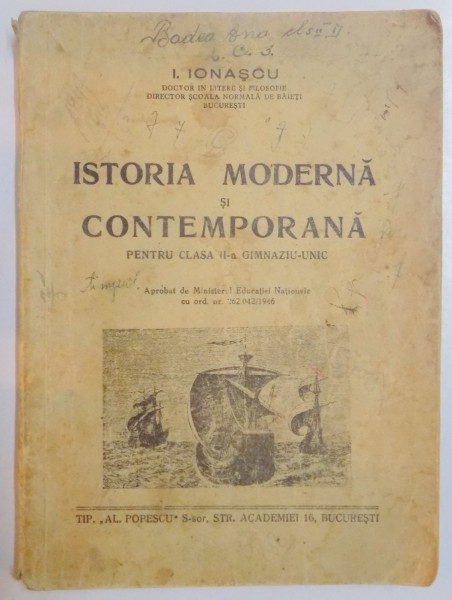 Badea
I. IONAȘCU
DOCTOR IN LITERE ȘI FILOSOFIE
DIRECTOR ȘCOALA NORMALĂ DE BĂIEȚI
BUCUREȘTI
ISTORIA MODERNĂ
ȘI
CONTEMPORANĂ
PENTRU CLASA II-a GIMNAZIU-UNIC
Aprobat de Ministerul Educației Naționale
cu ord. nr. 262.042/1946
TIP. „AL. POPESCU" S-sor, STR. ACADEMIEI 16, BUCUREȘTI